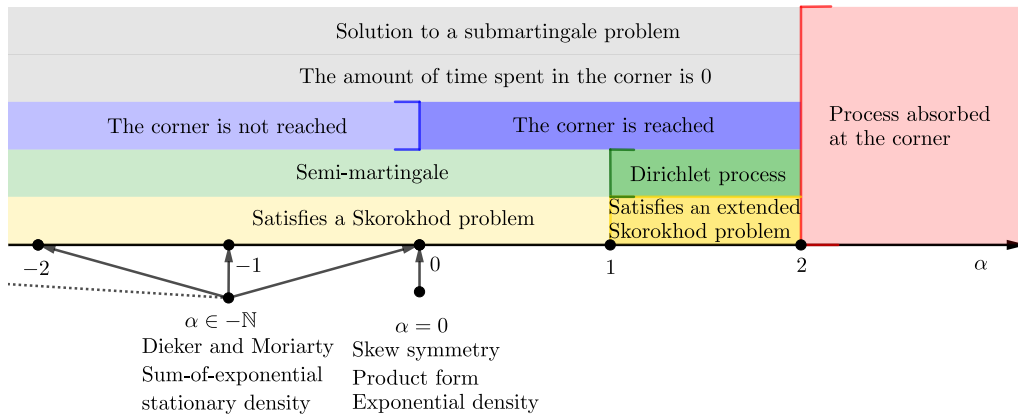 Solution to a submartingale problem
The amount of time spent in the corner is 0
The corner is not reached
The corner is reached
Process absorbed
at the corner
Semi-martingale
Dirichlet process
Satisfies a Skorokhod problem
Satisfies an extended
Skorokhod problem
−2
−1
0
1
2
α
α ∈ −ℕ
Dieker and Moriarty
Sum-of-exponential
stationary density
α = 0
Skew symmetry
Product form
Exponential density